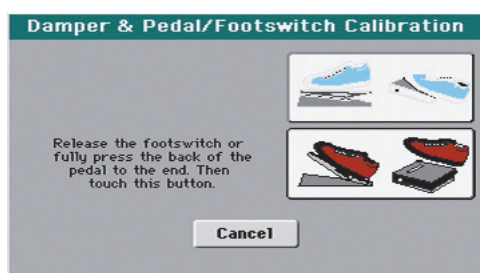 Damper & Pedal/Footswitch Calibration
Release the footswitch or
fully press the back of the
pedal to the end. Then
touch this button.
Cancel